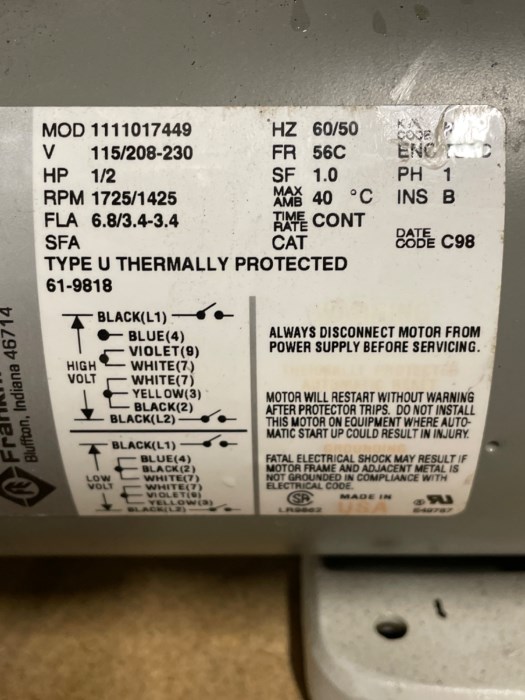 MOD 1111017449
V 115/208-230
HP 1/2
RPM 1725/1425
FLA 6.8/3.4-3.4
SFA
HZ 60/50
FR 56C
SF 1.0
MAX AMB 40 °C
TIME RATE CONT
CAT
CODE
ENC
PH 1
INS B
DATE CODE C98
TYPE U THERMALLY PROTECTED
61-9818
HIGH VOLT
BLACK(L1)
BLUE(4)
VIOLET(9)
WHITE(7)
WHITE(7)
YELLOW(3)
BLACK(2)
BLACK(L2)
LOW VOLT
BLACK(L1)
BLUE(4)
BLACK(2)
WHITE(7)
WHITE(7)
VIOLET(9)
YELLOW(3)
BLACK(L2)
ALWAYS DISCONNECT MOTOR FROM
POWER SUPPLY BEFORE SERVICING.
MOTOR WILL RESTART WITHOUT WARNING
AFTER PROTECTOR TRIPS. DO NOT INSTALL
THIS MOTOR ON EQUIPMENT WHERE AUTO-
MATIC START UP COULD RESULT IN INJURY.
FATAL ELECTRICAL SHOCK MAY RESULT IF
MOTOR FRAME AND ADJACENT METAL IS
NOT GROUNDED IN COMPLIANCE WITH
ELECTRICAL CODE.
MADE IN
USA
Bluffton, Indiana 46714